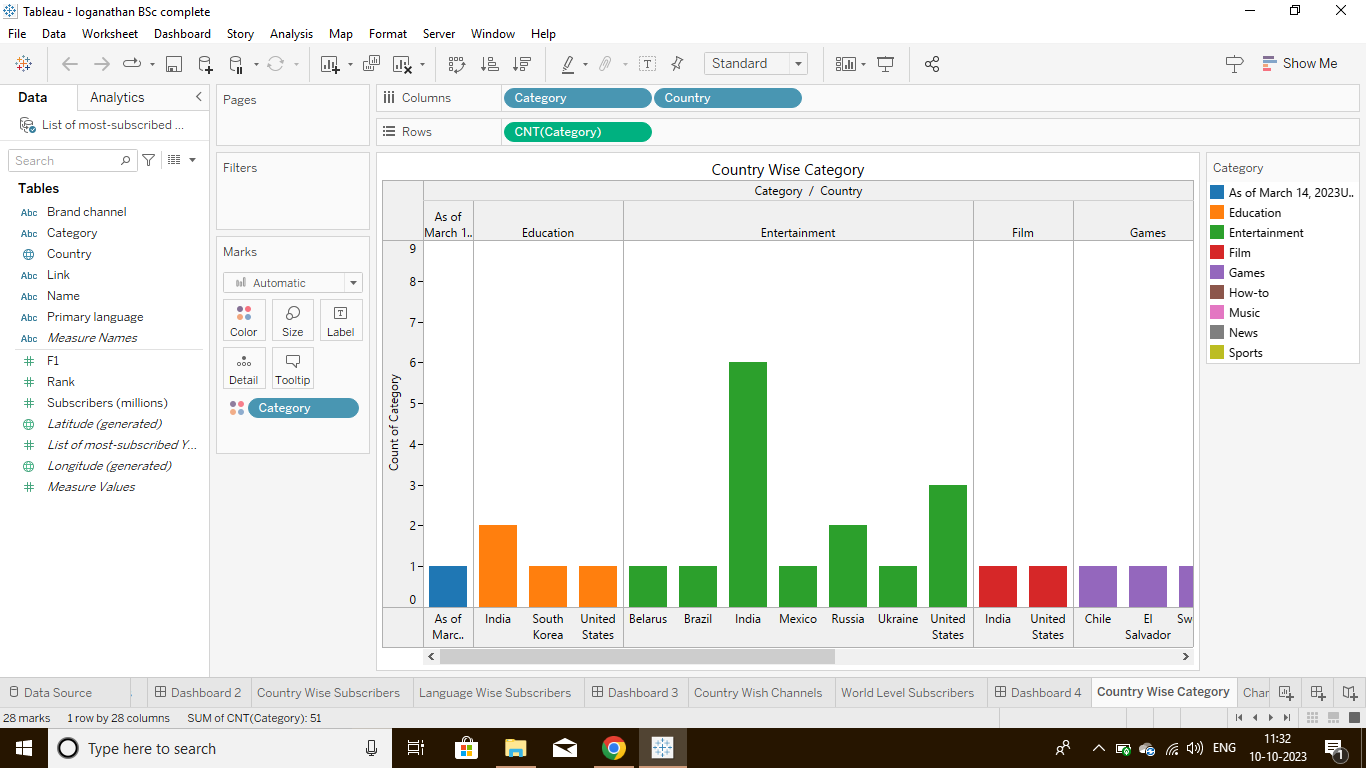 Tableau - loganathan BSc complete
File Data Worksheet Dashboard Story Analysis Map Format Server Window Help
Standard
Show Me
Data Analytics
List of most-subscribed ...
Search
Tables
Abc Brand channel
Abc Category
Country
Abc Link
Abc Name
Abc Primary language
Abc Measure Names
F1
Rank
Subscribers (millions)
Latitude (generated)
List of most-subscribed Y...
Longitude (generated)
Measure Values
Pages
Filters
Marks
Automatic
Color Size Label
Detail Tooltip
Category
Columns Category Country
Rows CNT(Category)
Country Wise Category
Category / Country
As of
March 1.. Education Entertainment Film Games
Count of Category
9
8
7
6
5
4
3
2
1
0
As of
Marc..
India
South
Korea
United
States
Belarus
Brazil
India
Mexico
Russia
Ukraine
United
States
India
United
States
Chile
El
Salvador
Sw
Category
As of March 14, 2023U..
Education
Entertainment
Film
Games
How-to
Music
News
Sports
Data Source Dashboard 2 Country Wise Subscribers Language Wise Subscribers Dashboard 3 Country Wish Channels World Level Subscribers Dashboard 4 Country Wise Category Char
28 marks 1 row by 28 columns SUM of CNT(Category): 51
Type here to search
ENG
11:32
10-10-2023
1